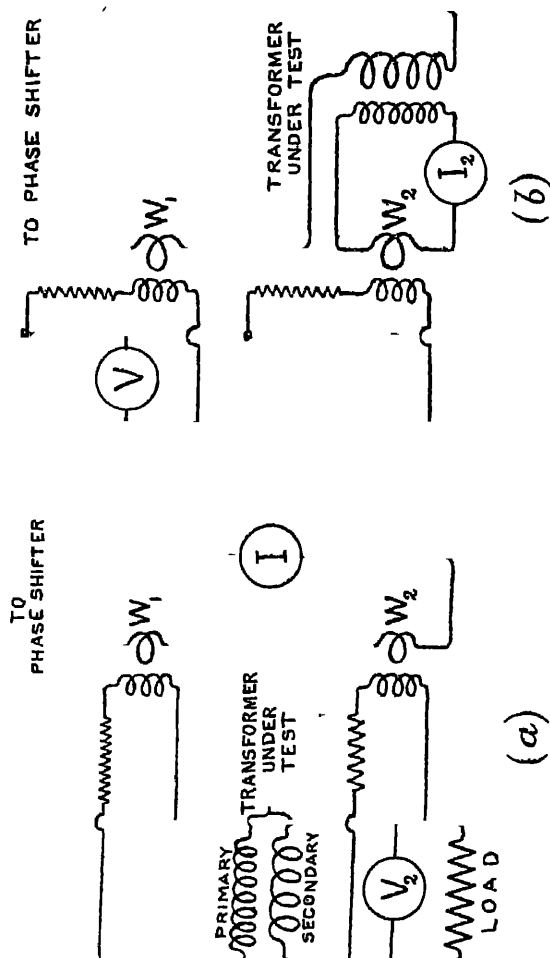 TO
PHASE SHIFTER
W1
I
TRANSFORMER
UNDER
TEST
PRIMARY
SECONDARY
W2
V2
LOAD
(a)
TO PHASE SHIFTER
V
W1
TRANSFORMER
UNDER TEST
W2
I2
(b)